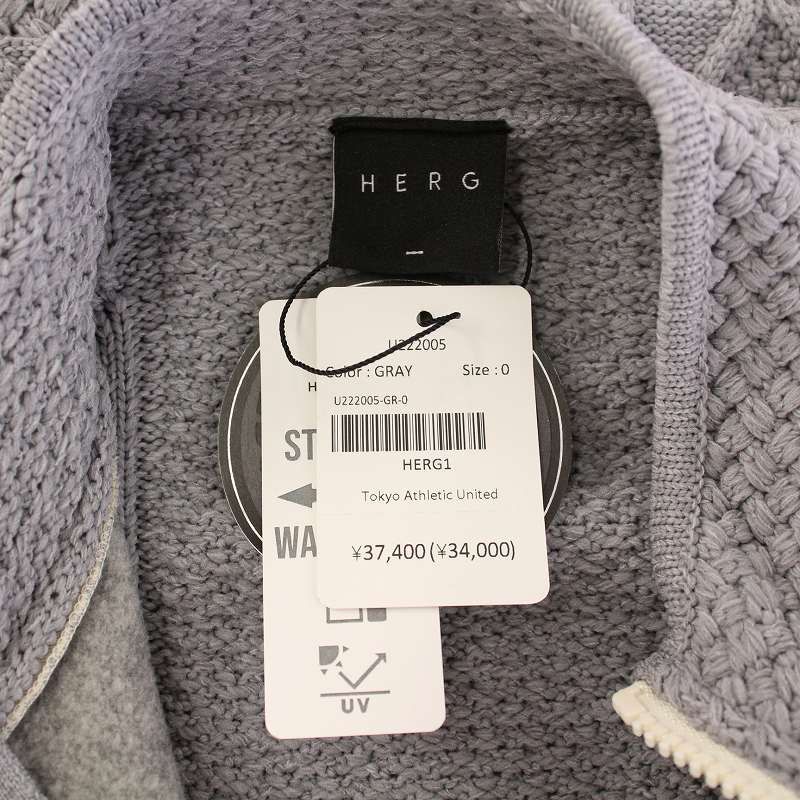 HERG
U222005
Color : GRAY Size : 0
U222005-GR-0
HERG1
Tokyo Athletic United
¥37,400(¥34,000)
H
ST
WA
UV